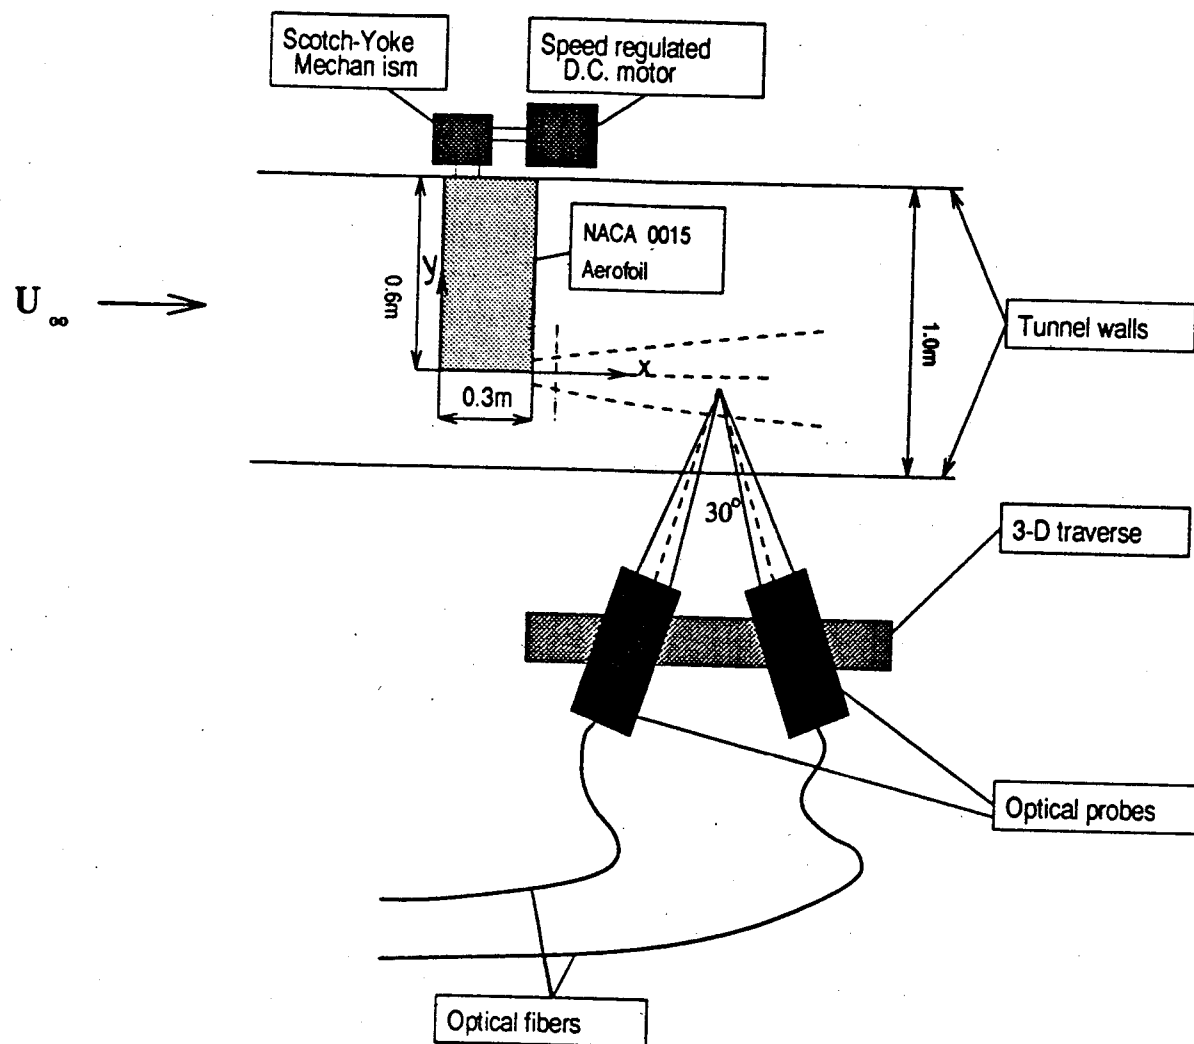 Scotch-Yoke
Mechan ism
Speed regulated
D.C. motor
NACA 0015
Aerofoil
y
0.6m
U∞
1.0m
Tunnel walls
x
0.3m
30°
3-D traverse
Optical probes
Optical fibers